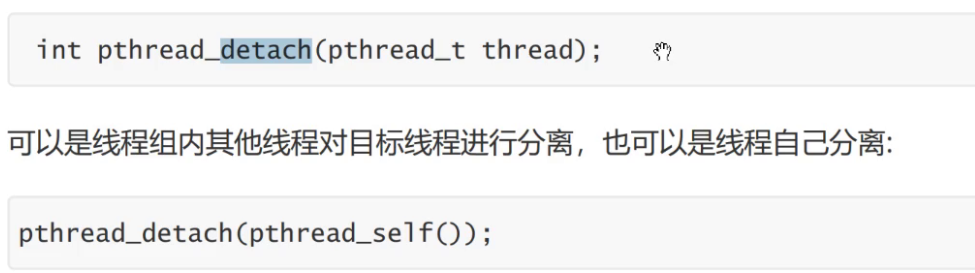 int pthread_detach(pthread_t thread);
可以是线程组内其他线程对目标线程进行分离，也可以是线程自己分离:
pthread_detach(pthread_self());